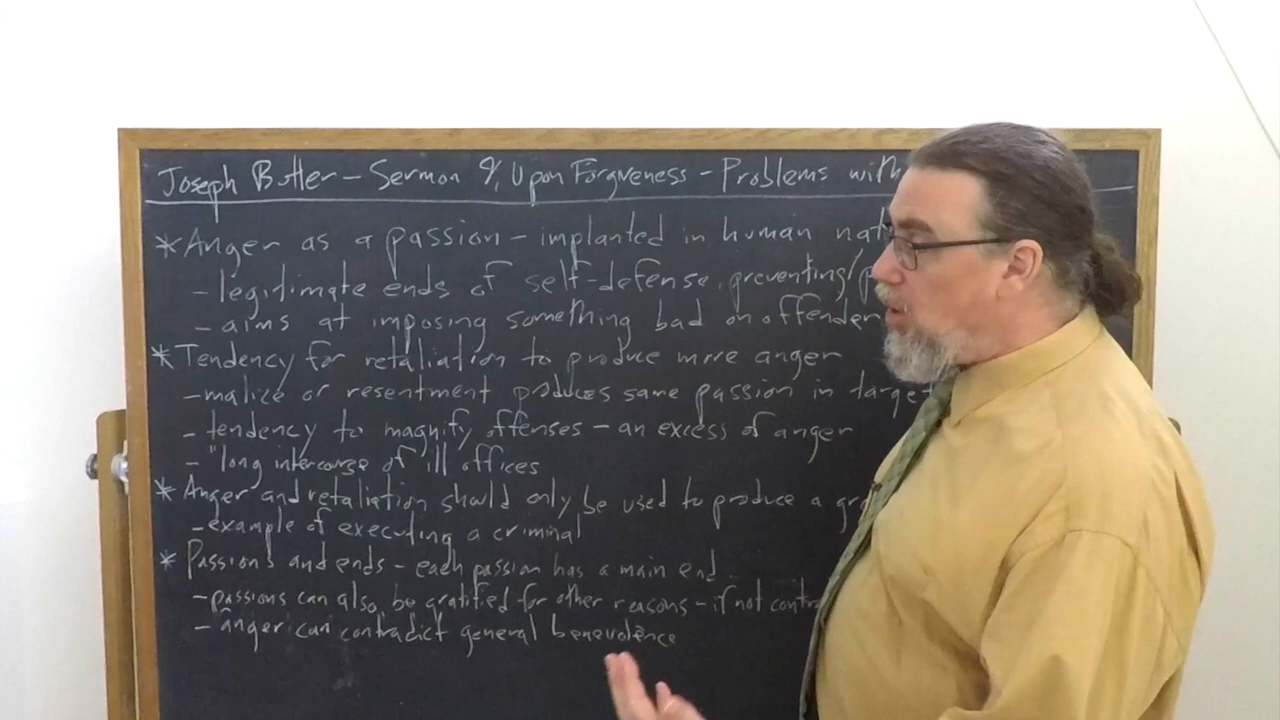 Joseph Butler - Sermon 9, Upon Forgiveness - Problems with
* Anger as a passion - implanted in human nat
- legitimate ends of self-defense, preventing/p
- aims at imposing something bad on offender
* Tendency for retaliation to produce more anger
- malice or resentment produces same passion in target
- tendency to magnify offenses - an excess of anger
- "long intercourse of ill offices
* Anger and retaliation should only be used to produce a gr
- example of executing a criminal
* Passions and ends - each passion has a main end
- passions can also be gratified for other reasons - if not contra
- anger can contradict general benevolence